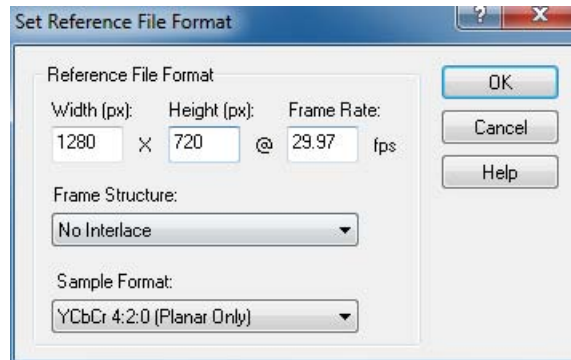 Set Reference File Format
? X
Reference File Format
Width (px): Height (px): Frame Rate:
1280 X 720 @ 29.97 fps
Frame Structure:
No Interlace
Sample Format:
YCbCr 4:2:0 (Planar Only)
OK
Cancel
Help